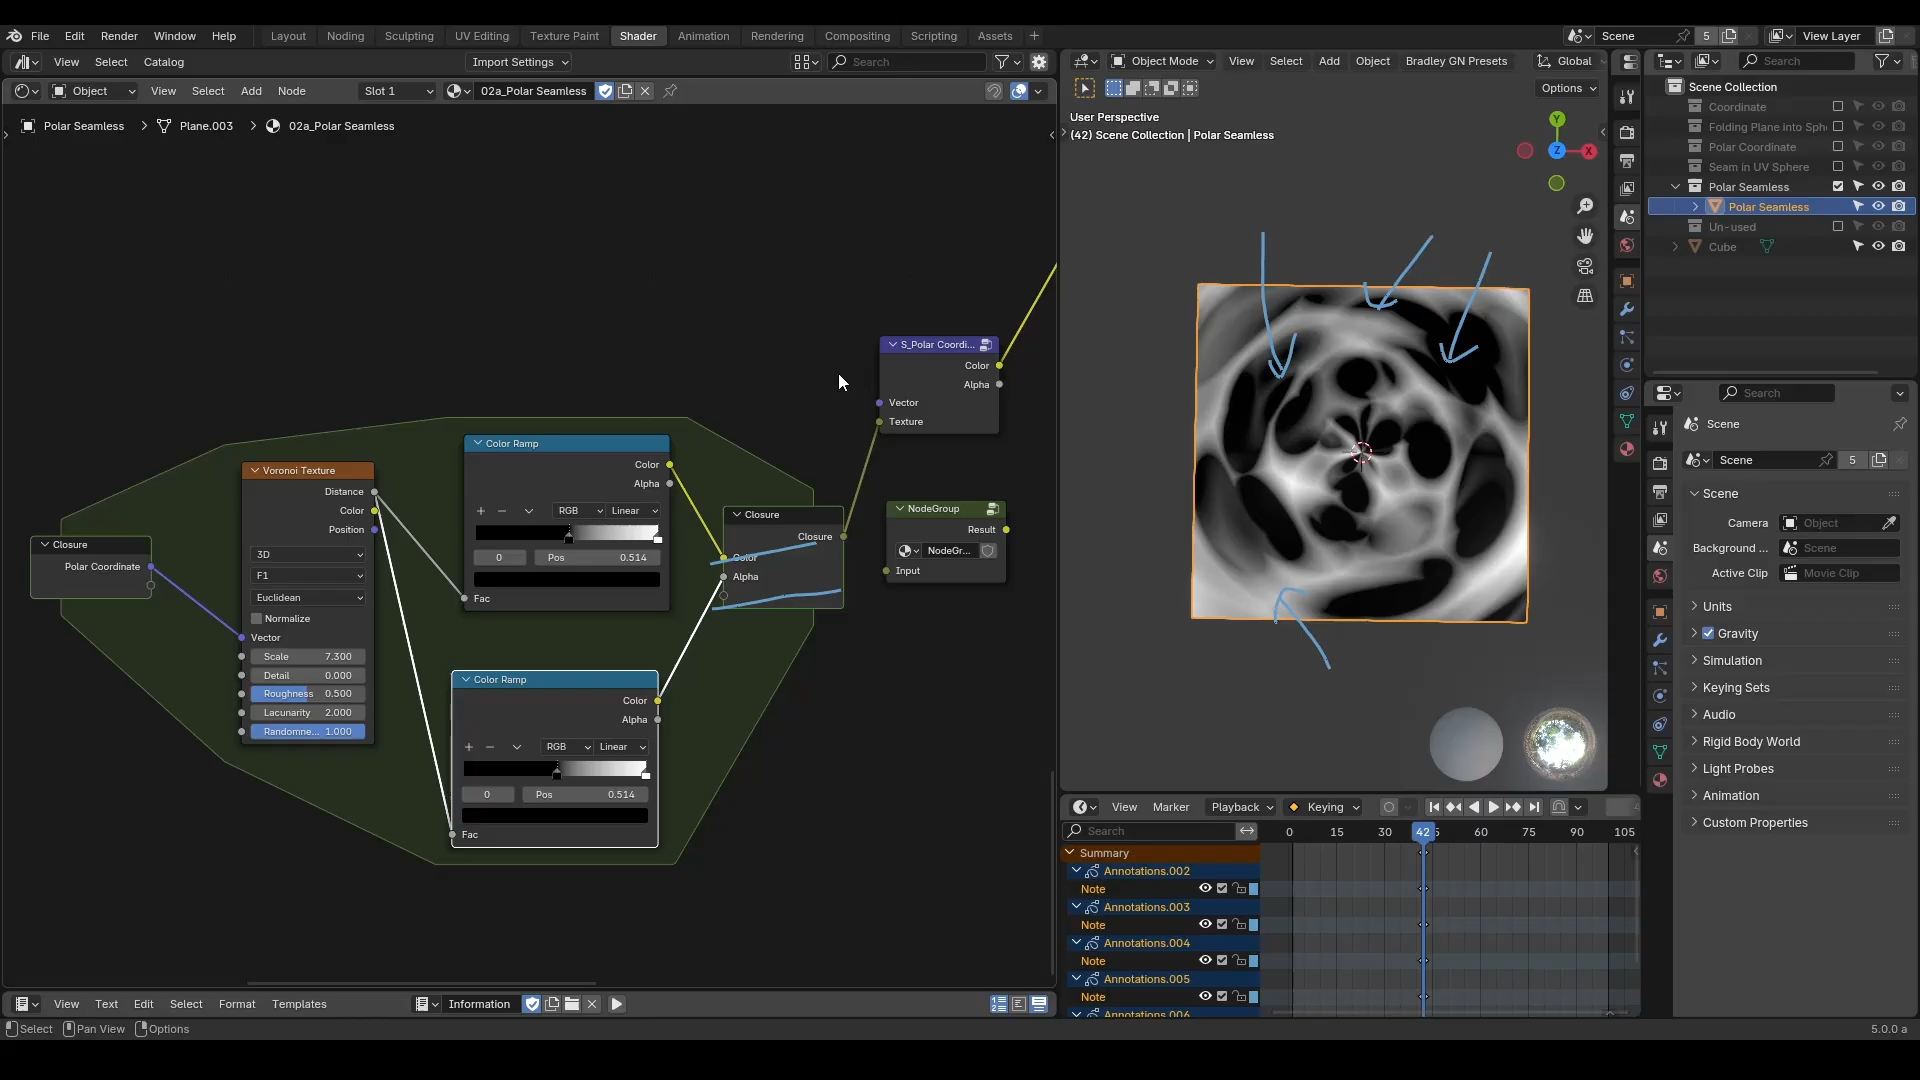 File Edit Render Window Help Layout Noding Sculpting UV Editing Texture Paint Shader Animation Rendering Compositing Scripting Assets + Scene 5 View Layer
View Select Catalog Import Settings Search
Object Mode View Select Add Object Bradley GN Presets Global
Search
Object View Select Add Node Slot 1 02a_Polar Seamless
Options
Polar Seamless > Plane.003 > 02a_Polar Seamless
User Perspective
(42) Scene Collection | Polar Seamless
Y
Z
X
Scene Collection
Coordinate
Folding Plane into Sph
Polar Coordinate
Seam in UV Sphere
Polar Seamless
Polar Seamless
Un-used
Cube
S_Polar Coordi...
Color
Alpha
Vector
Texture
Closure
Polar Coordinate
Voronoi Texture
Distance
Color
Position
3D
F1
Euclidean
Normalize
Vector
Scale 7.300
Detail 0.000
Roughness 0.500
Lacunarity 2.000
Randomne... 1.000
Color Ramp
Color
Alpha
RGB Linear
0 Pos 0.514
Fac
Color Ramp
Color
Alpha
RGB Linear
0 Pos 0.514
Fac
Closure
Closure
Color
Alpha
NodeGroup
Result
NodeGr...
Input
Search
Scene
Scene 5
Scene
Camera Object
Background ... Scene
Active Clip Movie Clip
Units
Gravity
Simulation
Keying Sets
Audio
Rigid Body World
Light Probes
Animation
Custom Properties
View Marker Playback Keying
Search 0 15 30 42 60 75 90 105
Summary
Annotations.002
Note
Annotations.003
Note
Annotations.004
Note
Annotations.005
Note
Annotations.006
View Text Edit Select Format Templates Information
Select Pan View Options 5.0.0 a